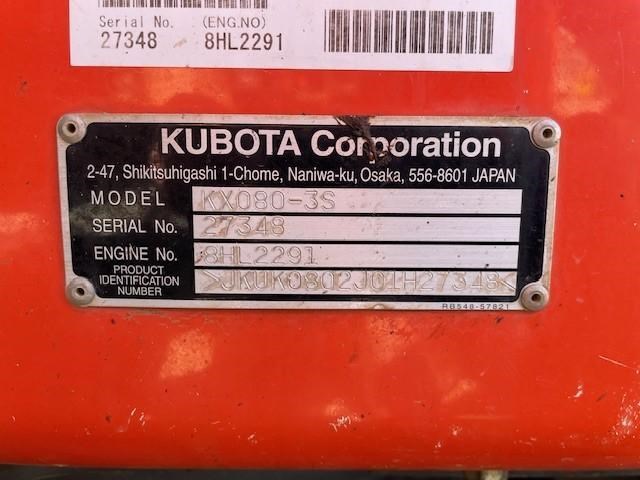 Serial No. (ENG.NO)
27348 8HL2291
KUBOTA Corporation
2-47, Shikitsuhigashi 1-Chome, Naniwa-ku, Osaka, 556-8601 JAPAN
MODEL KX080-3S
SERIAL No. 27348
ENGINE No. 8HL2291
PRODUCT IDENTIFICATION NUMBER >JKUK0802J01H27348<
RB548-57821